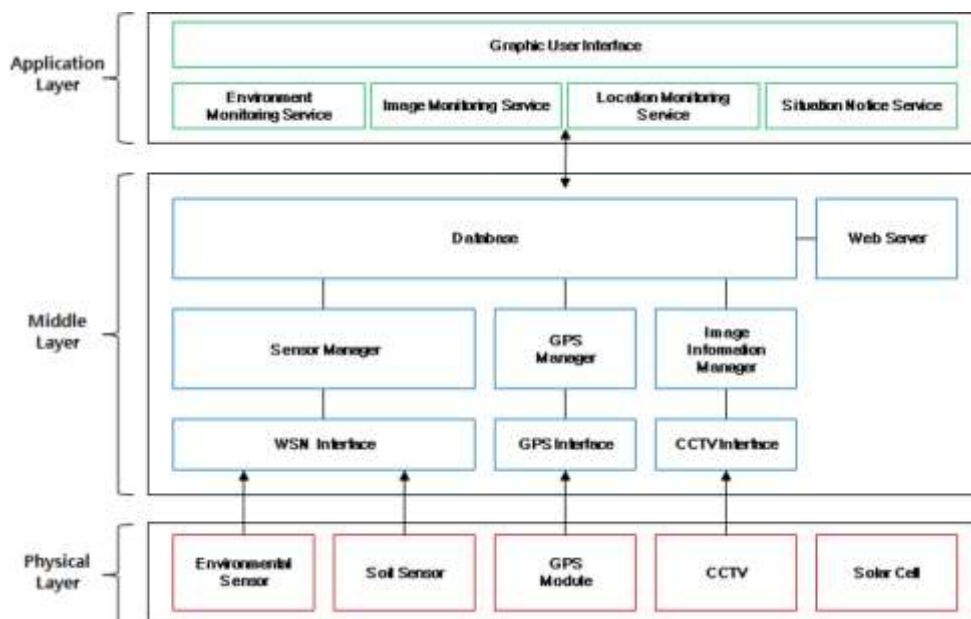 Application
Layer
Graphic User Interface
Environment
Monitoring Service
Image Monitoring Service
Location Monitoring
Service
Situation Notice Service
Middle
Layer
Database
Web Server
Sensor Manager
GPS
Manager
Image
Information
Manager
WSN Interface
GPS Interface
CCTV Interface
Physical
Layer
Environmental
Sensor
Soil Sensor
GPS
Module
CCTV
Solar Cell